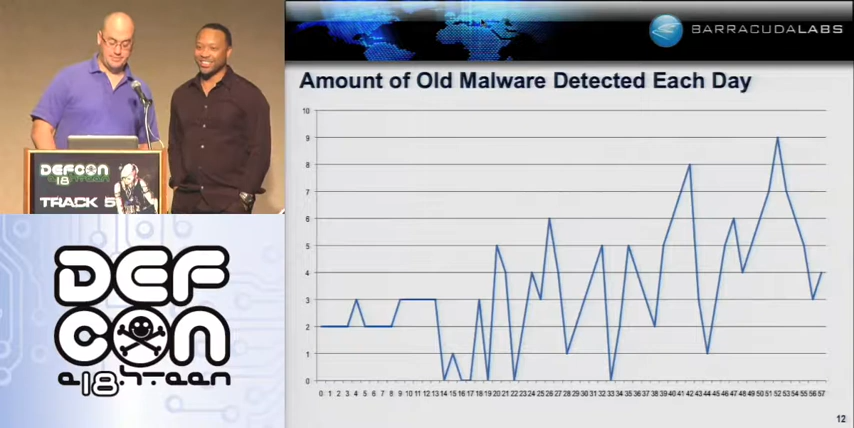 DEFCON
18
TRACK 5
DEF
CON
BARRACUDALABS
Amount of Old Malware Detected Each Day
10
9
8
7
6
5
4
3
2
1
0
0 1 2 3 4 5 6 7 8 9 10 11 12 13 14 15 16 17 18 19 20 21 22 23 24 25 26 27 28 29 30 31 32 33 34 35 36 37 38 39 40 41 42 43 44 45 46 47 48 49 50 51 52 53 54 55 56 57
12